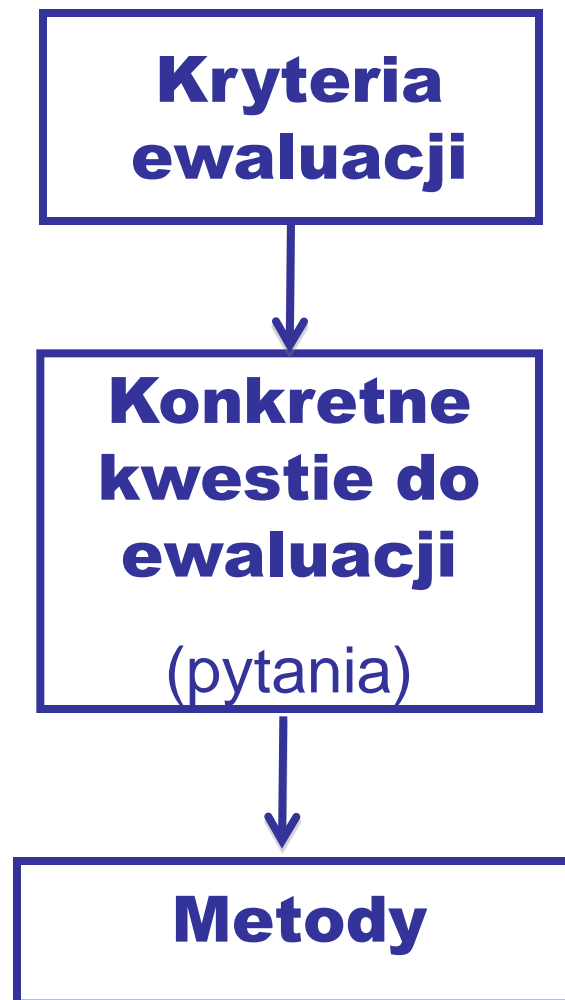 Kryteria
ewaluacji
Konkretne
kwestie do
ewaluacji
(pytania)
Metody